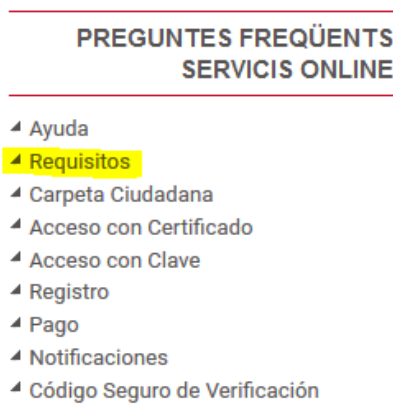 PREGUNTES FREQÜENTS
SERVICIS ONLINE
Ayuda
Requisitos
Carpeta Ciudadana
Acceso con Certificado
Acceso con Clave
Registro
Pago
Notificaciones
Código Seguro de Verificación